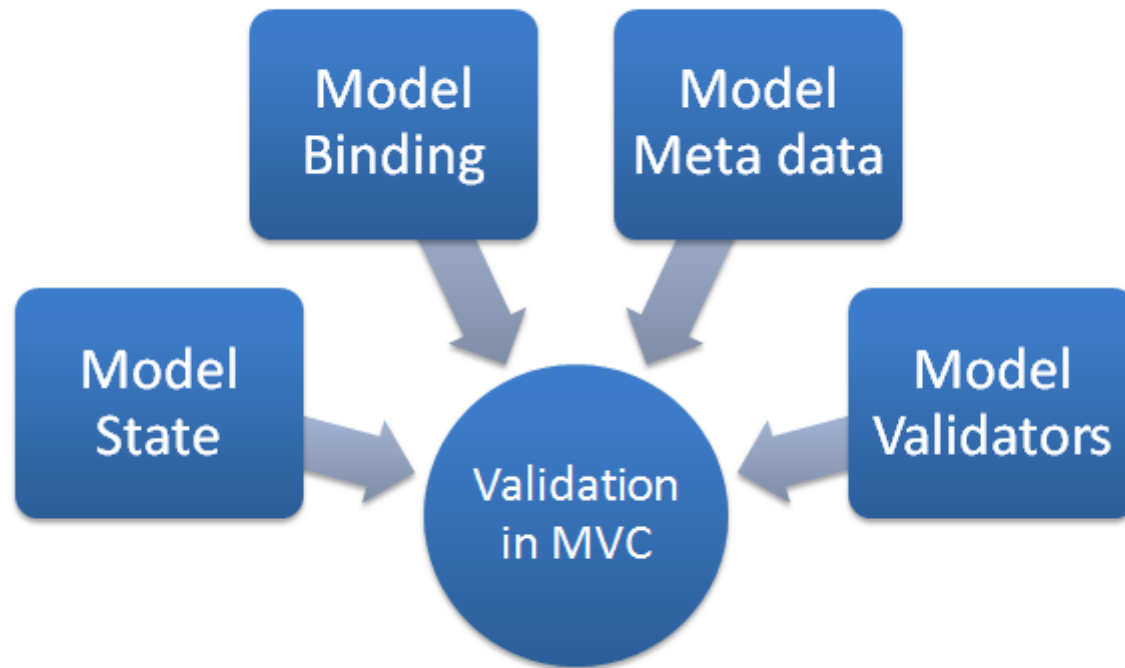 Model
Binding
Model
Meta data
Model
State
Model
Validators
Validation
in MVC